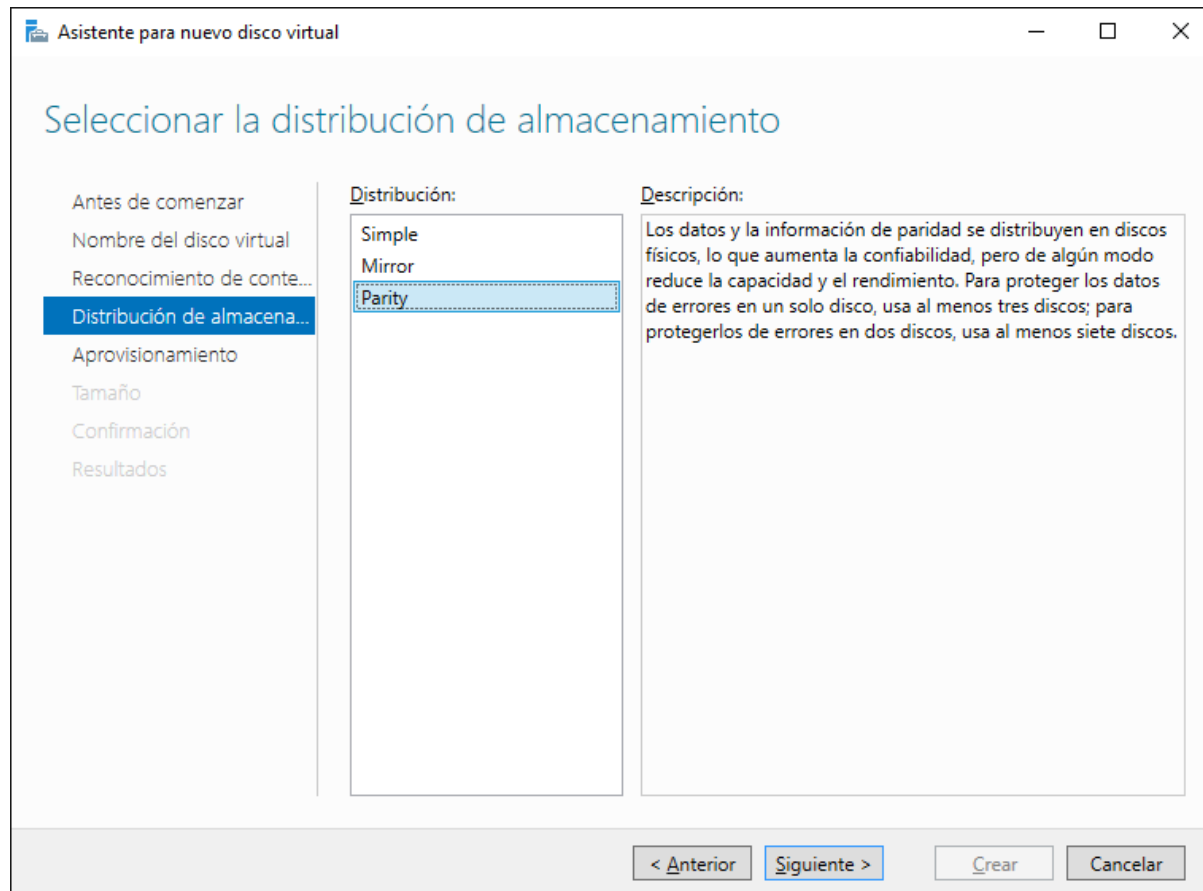 Asistente para nuevo disco virtual
Seleccionar la distribución de almacenamiento
Antes de comenzar
Nombre del disco virtual
Reconocimiento de conte...
Distribución de almacena...
Aprovisionamiento
Tamaño
Confirmación
Resultados
Distribución:
Simple
Mirror
Parity
Descripción:
Los datos y la información de paridad se distribuyen en discos
físicos, lo que aumenta la confiabilidad, pero de algún modo
reduce la capacidad y el rendimiento. Para proteger los datos
de errores en un solo disco, usa al menos tres discos; para
protegerlos de errores en dos discos, usa al menos siete discos.
< Anterior
Siguiente >
Crear
Cancelar